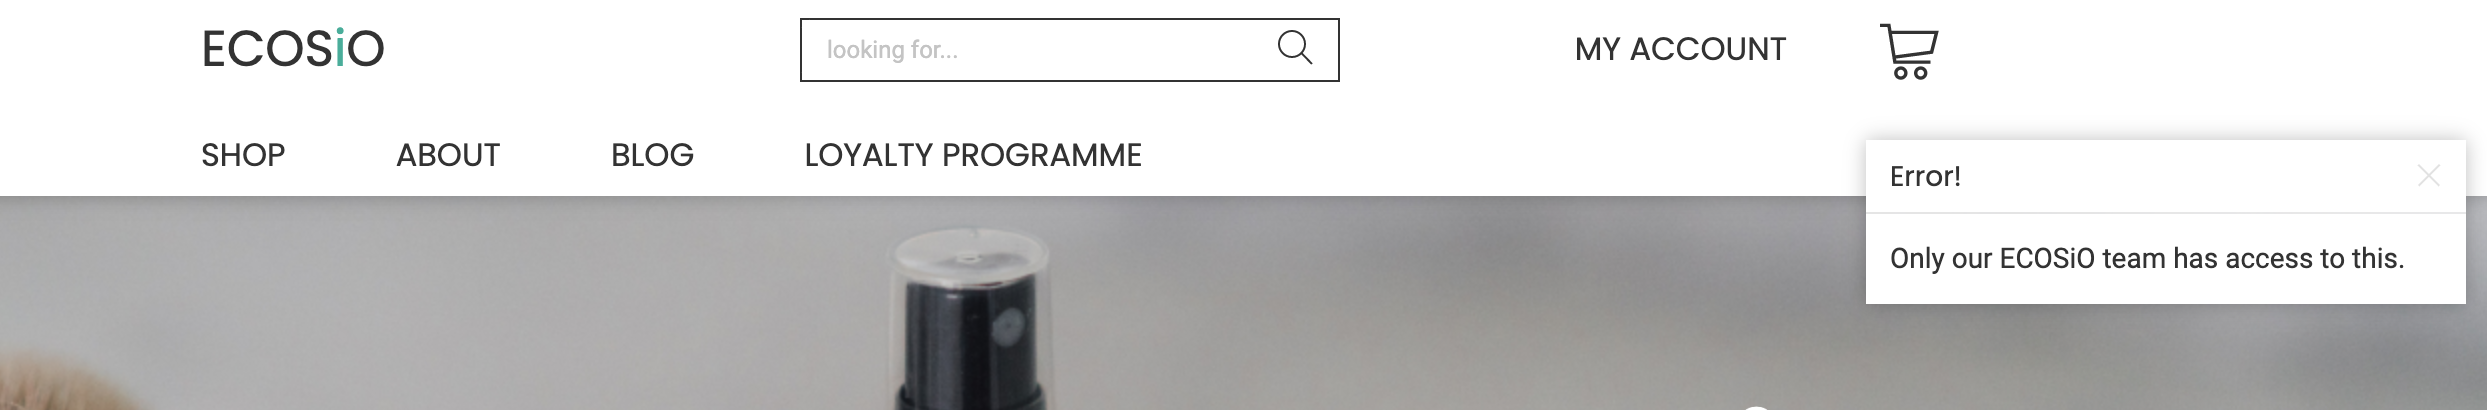 ECOSiO
looking for...
MY ACCOUNT
SHOP
ABOUT
BLOG
LOYALTY PROGRAMME
Error!
Only our ECOSiO team has access to this.